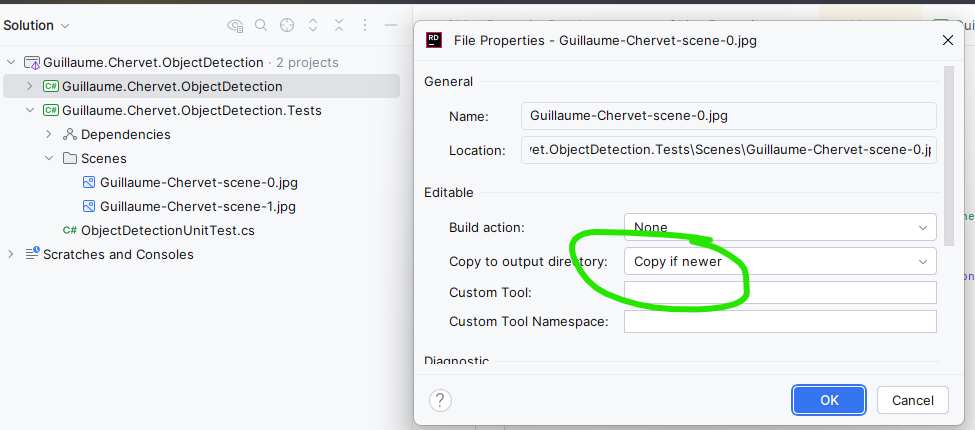 Solution
Guillaume.Chervet.ObjectDetection · 2 projects
Guillaume.Chervet.ObjectDetection
Guillaume.Chervet.ObjectDetection.Tests
Dependencies
Scenes
Guillaume-Chervet-scene-0.jpg
Guillaume-Chervet-scene-1.jpg
C# ObjectDetectionUnitTest.cs
Scratches and Consoles
RD File Properties - Guillaume-Chervet-scene-0.jpg
General
Name: Guillaume-Chervet-scene-0.jpg
Location: vet.ObjectDetection.Tests\Scenes\Guillaume-Chervet-scene-0.jp
Editable
Build action: None
Copy to output directory: Copy if newer
Custom Tool:
Custom Tool Namespace:
Diagnostic
? OK Cancel